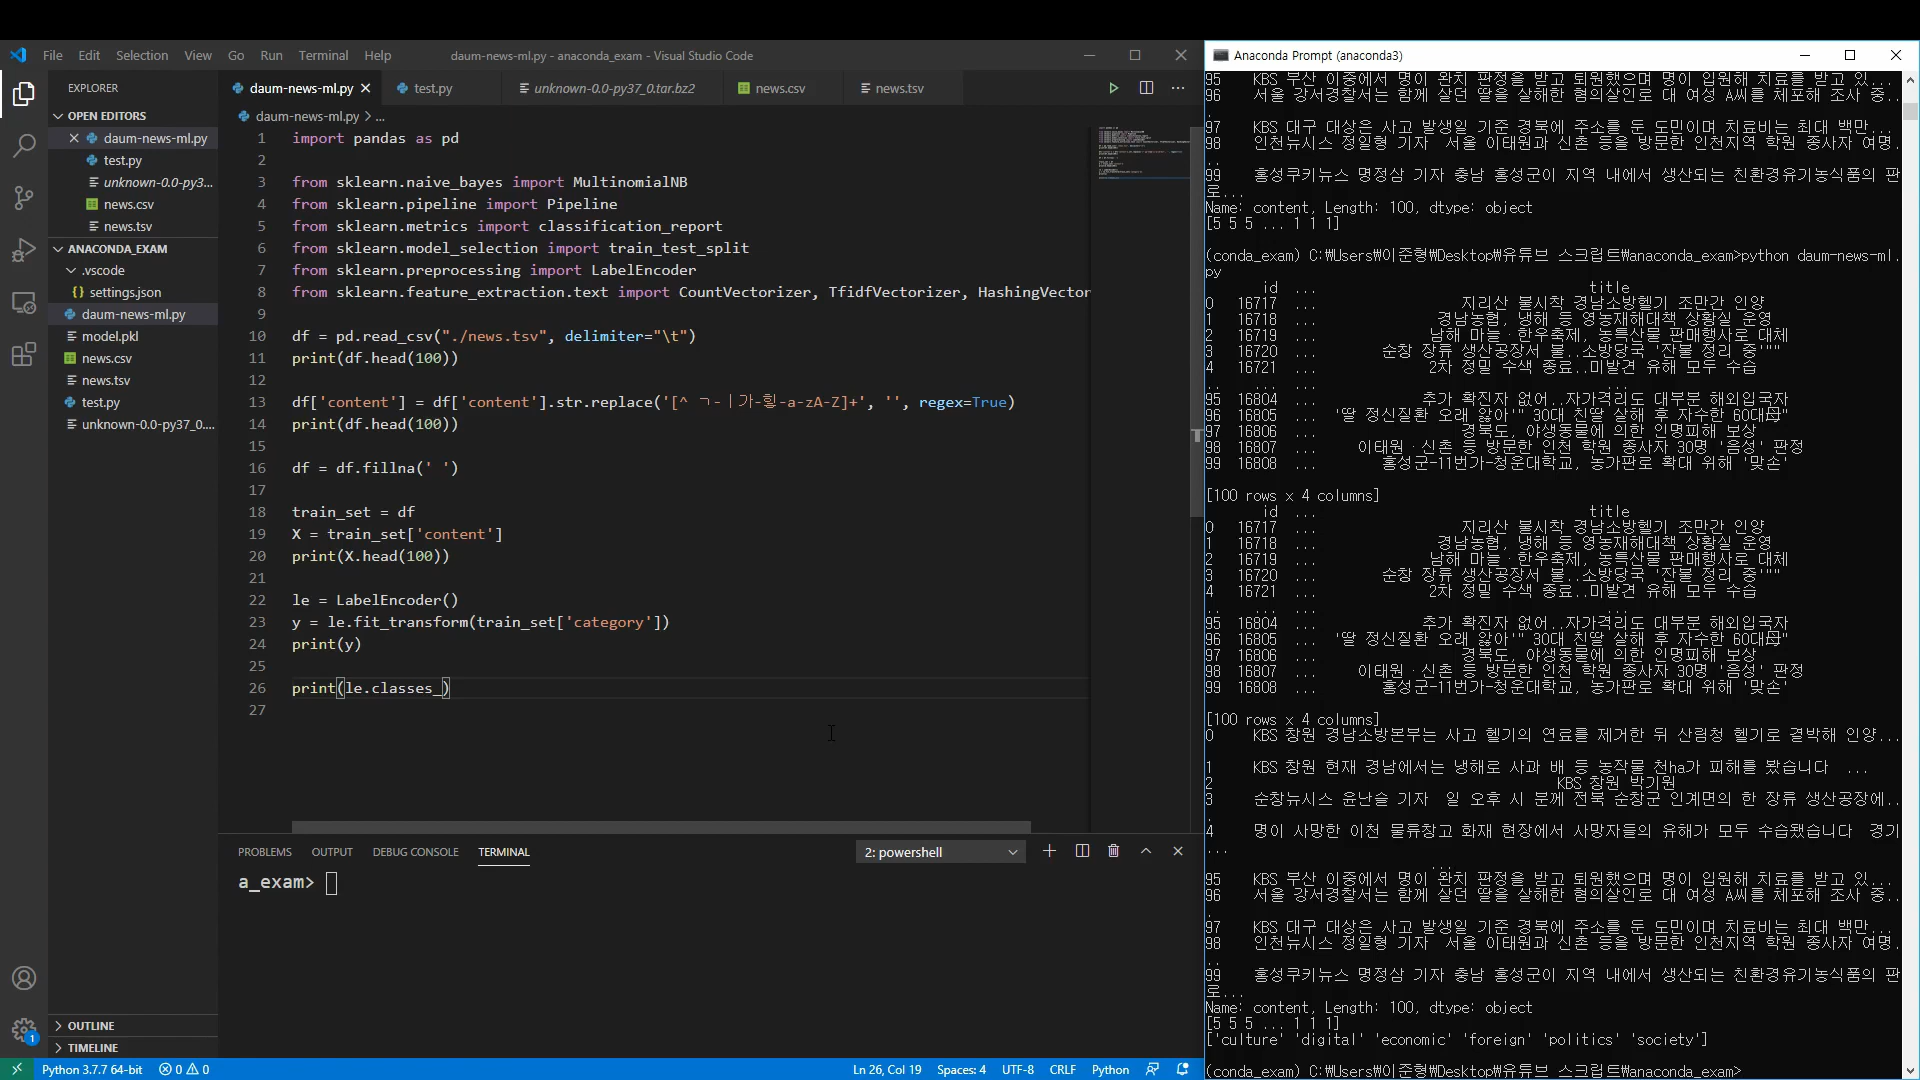 File Edit Selection View Go Run Terminal Help
daum-news-ml.py - anaconda_exam - Visual Studio Code
EXPLORER
OPEN EDITORS
daum-news-ml.py
test.py
unknown-0.0-py3...
news.csv
news.tsv
ANACONDA_EXAM
.vscode
settings.json
daum-news-ml.py
model.pkl
news.csv
news.tsv
test.py
unknown-0.0-py37_0....
OUTLINE
TIMELINE
daum-news-ml.py test.py unknown-0.0-py37_0.tar.bz2 news.csv news.tsv
daum-news-ml.py > ...
1 import pandas as pd
2
3 from sklearn.naive_bayes import MultinomialNB
4 from sklearn.pipeline import Pipeline
5 from sklearn.metrics import classification_report
6 from sklearn.model_selection import train_test_split
7 from sklearn.preprocessing import LabelEncoder
8 from sklearn.feature_extraction.text import CountVectorizer, TfidfVectorizer, HashingVector
9
10 df = pd.read_csv("./news.tsv", delimiter="\t")
11 print(df.head(100))
12
13 df['content'] = df['content'].str.replace('[^ ㄱ-ㅣ가-힣-a-zA-Z]+', '', regex=True)
14 print(df.head(100))
15
16 df = df.fillna(' ')
17
18 train_set = df
19 X = train_set['content']
20 print(X.head(100))
21
22 le = LabelEncoder()
23 y = le.fit_transform(train_set['category'])
24 print(y)
25
26 print(le.classes_)
27
PROBLEMS OUTPUT DEBUG CONSOLE TERMINAL
2: powershell
a_exam>
Python 3.7.7 64-bit 0 0 Ln 26, Col 19 Spaces: 4 UTF-8 CRLF Python
1
Anaconda Prompt (anaconda3)
95 KBS 부산 이중에서 명이 완치 판정을 받고 퇴원했으며 명이 입원해 치료를 받고 있...
96 서울 강서경찰서는 함께 살던 딸을 살해한 혐의살인로 대 여성 A씨를 체포해 조사 중..
.
97 KBS 대구 대상은 사고 발생일 기준 경북에 주소를 둔 도민이며 치료비는 최대 백만...
98 인천뉴시스 정일형 기자 서울 이태원과 신촌 등을 방문한 인천지역 학원 종사자 여명.
..
99 홍성쿠키뉴스 명정삼 기자 충남 홍성군이 지역 내에서 생산되는 친환경유기농식품의 판
로...
Name: content, Length: 100, dtype: object
[5 5 5 ... 1 1 1]
(conda_exam) C:₩Users₩이준형₩Desktop₩유튜브 스크립트₩anaconda_exam>python daum-news-ml.
py
id ... title
0 16717 ... 지리산 불시착 경남소방헬기 조만간 인양
1 16718 ... 경남농협, 냉해 등 영농재해대책 상황실 운영
2 16719 ... 남해 마늘·한우축제, 농특산물 판매행사로 대체
3 16720 ... 순창 장류 생산공장서 불..소방당국 '잔불 정리 중'""
4 16721 ... 2차 정밀 수색 종료..미발견 유해 모두 수습
.. ... ... ...
95 16804 ... 추가 확진자 없어..자가격리도 대부분 해외입국자
96 16805 ... '딸 정신질환 오래 앓아'" 30대 친딸 살해 후 자수한 60대母"
97 16806 ... 경북도, 야생동물에 의한 인명피해 보상
98 16807 ... 이태원·신촌 등 방문한 인천 학원 종사자 30명 '음성' 판정
99 16808 ... 홍성군-11번가-청운대학교, 농가판로 확대 위해 '맞손'
[100 rows x 4 columns]
id ... title
0 16717 ... 지리산 불시착 경남소방헬기 조만간 인양
1 16718 ... 경남농협, 냉해 등 영농재해대책 상황실 운영
2 16719 ... 남해 마늘·한우축제, 농특산물 판매행사로 대체
3 16720 ... 순창 장류 생산공장서 불..소방당국 '잔불 정리 중'""
4 16721 ... 2차 정밀 수색 종료..미발견 유해 모두 수습
.. ... ... ...
95 16804 ... 추가 확진자 없어..자가격리도 대부분 해외입국자
96 16805 ... '딸 정신질환 오래 앓아'" 30대 친딸 살해 후 자수한 60대母"
97 16806 ... 경북도, 야생동물에 의한 인명피해 보상
98 16807 ... 이태원·신촌 등 방문한 인천 학원 종사자 30명 '음성' 판정
99 16808 ... 홍성군-11번가-청운대학교, 농가판로 확대 위해 '맞손'
[100 rows x 4 columns]
0 KBS 창원 경남소방본부는 사고 헬기의 연료를 제거한 뒤 산림청 헬기로 결박해 인양...
1 KBS 창원 현재 경남에서는 냉해로 사과 배 등 농작물 천ha가 피해를 봤습니다 ...
2 KBS 창원 박기원
3 순창뉴시스 윤난슬 기자 일 오후 시 분께 전북 순창군 인계면의 한 장류 생산공장에..
.
4 명이 사망한 이천 물류창고 화재 현장에서 사망자들의 유해가 모두 수습됐습니다 경기
...
...
95 KBS 부산 이중에서 명이 완치 판정을 받고 퇴원했으며 명이 입원해 치료를 받고 있...
96 서울 강서경찰서는 함께 살던 딸을 살해한 혐의살인로 대 여성 A씨를 체포해 조사 중..
.
97 KBS 대구 대상은 사고 발생일 기준 경북에 주소를 둔 도민이며 치료비는 최대 백만...
98 인천뉴시스 정일형 기자 서울 이태원과 신촌 등을 방문한 인천지역 학원 종사자 여명.
..
99 홍성쿠키뉴스 명정삼 기자 충남 홍성군이 지역 내에서 생산되는 친환경유기농식품의 판
로...
Name: content, Length: 100, dtype: object
[5 5 5 ... 1 1 1]
['culture' 'digital' 'economic' 'foreign' 'politics' 'society']
(conda_exam) C:₩Users₩이준형₩Desktop₩유튜브 스크립트₩anaconda_exam>